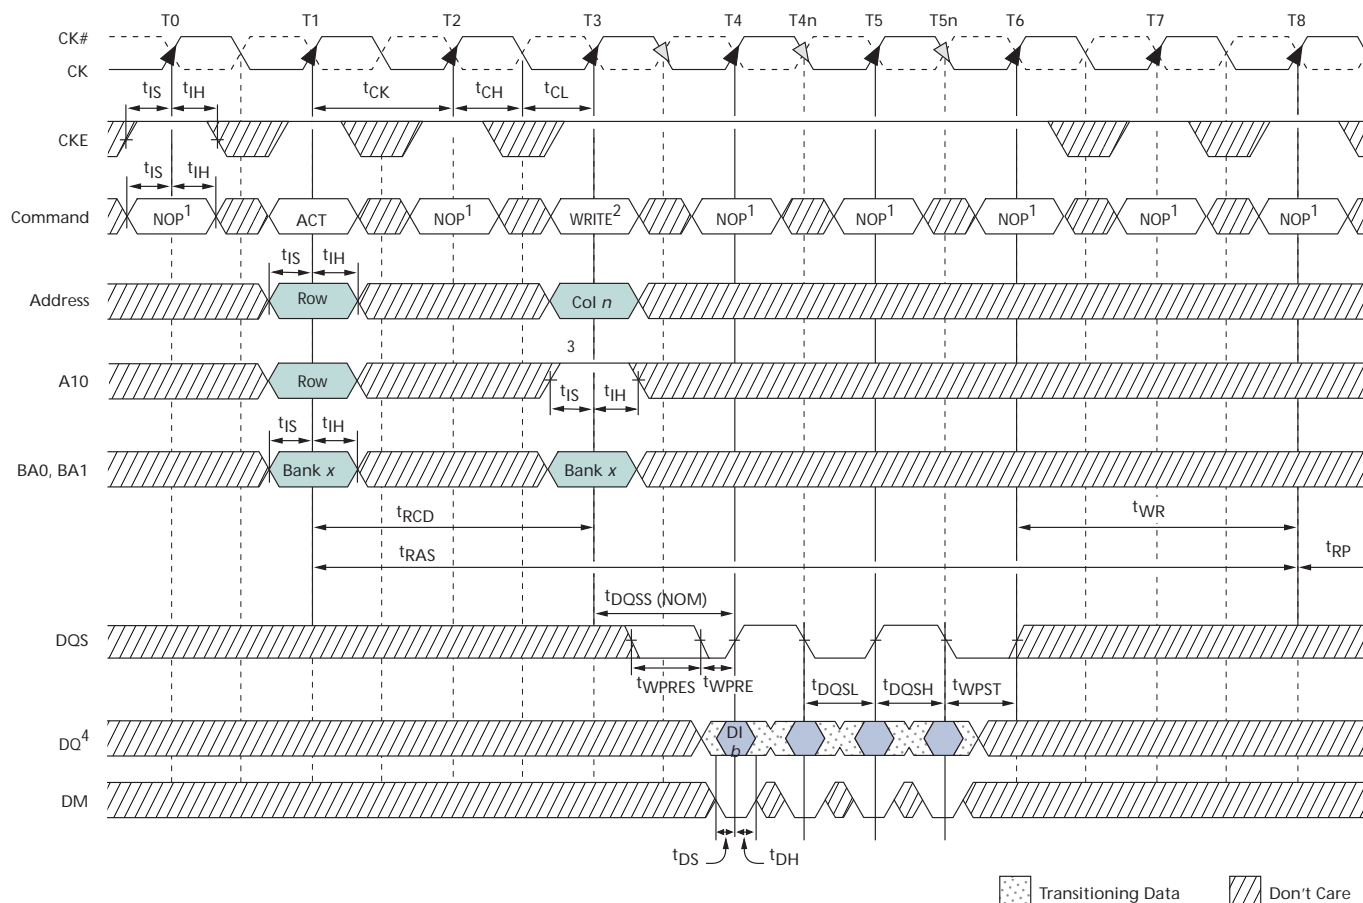 T0 T1 T2 T3 T4 T4n T5 T5n T6 T7 T8
CK#
CK
tIS tIH tCK tCH tCL
CKE
tIS tIH
Command NOP1 ACT NOP1 WRITE2 NOP1 NOP1 NOP1 NOP1 NOP1
tIS tIH
Address Row Col n
3
A10 Row
tIS tIH
tIS tIH
BA0, BA1 Bank x Bank x
tRCD tWR
tRAS tRP
tDQSS (NOM)
DQS
tWPRES tWPRE tDQSL tDQSH tWPST
DQ4 DI
b
DM
tDS tDH
Transitioning Data Don't Care